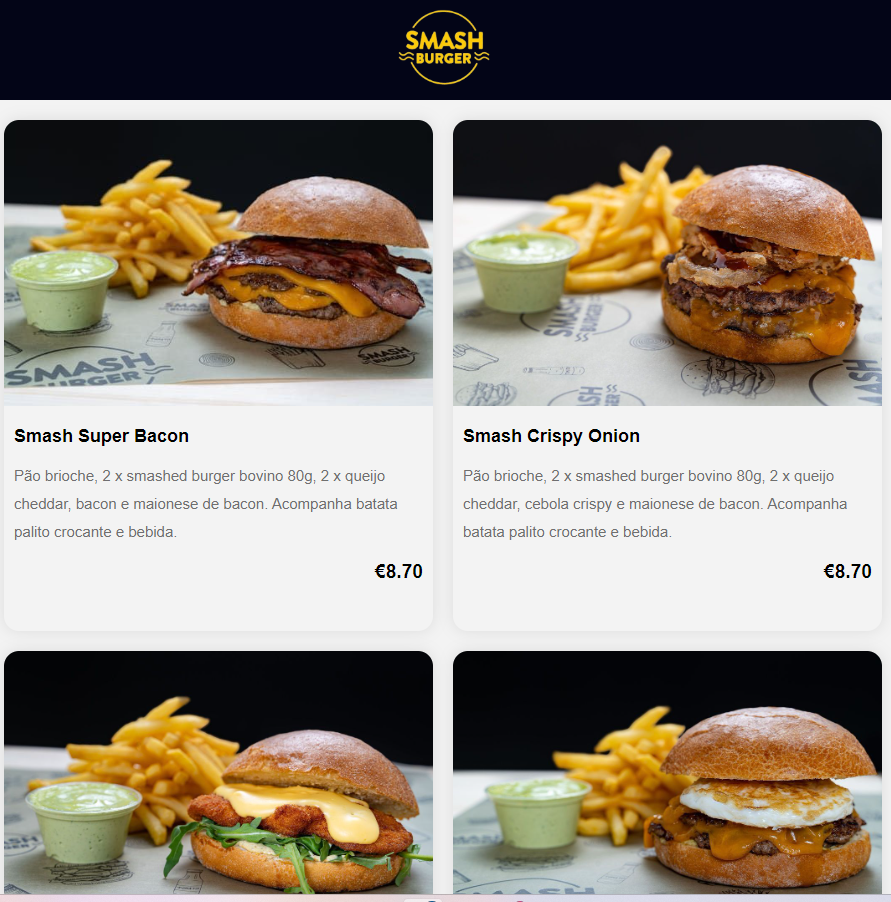 SMASH
BURGER
SMASH
BURGER
SMASH
BURGER
SMASH
BURGER
Smash Super Bacon
Pão brioche, 2 x smashed burger bovino 80g, 2 x queijo
cheddar, bacon e maionese de bacon. Acompanha batata
palito crocante e bebida.
€8.70
Smash Crispy Onion
Pão brioche, 2 x smashed burger bovino 80g, 2 x queijo
cheddar, cebola crispy e maionese de bacon. Acompanha
batata palito crocante e bebida.
€8.70